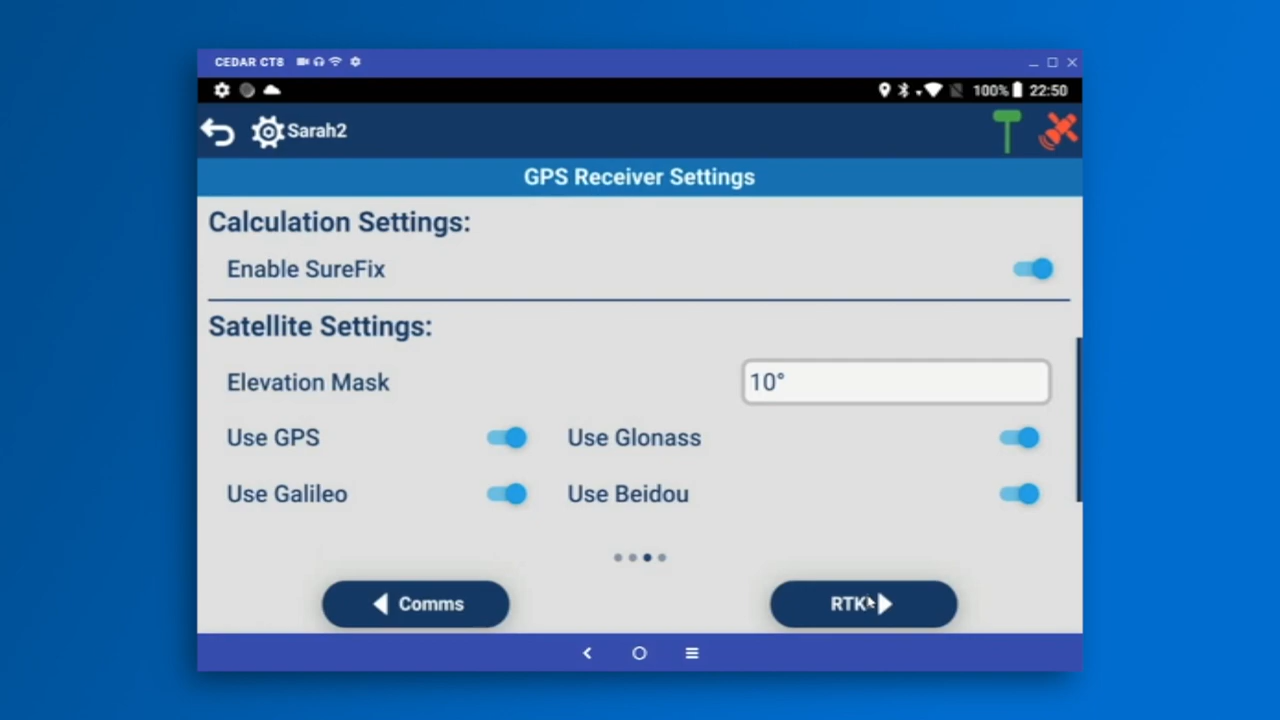 CEDAR CT8
100% 22:50
Sarah2
GPS Receiver Settings
Calculation Settings:
Enable SureFix
Satellite Settings:
Elevation Mask 10°
Use GPS Use Glonass
Use Galileo Use Beidou
Comms RTK